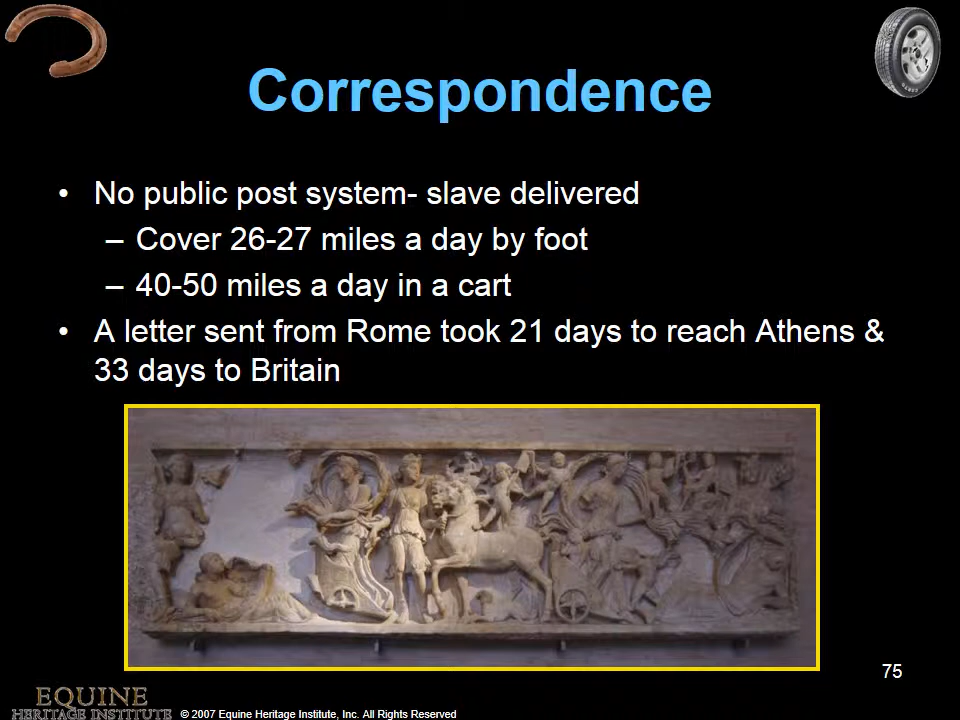 Correspondence
• No public post system- slave delivered
– Cover 26-27 miles a day by foot
– 40-50 miles a day in a cart
• A letter sent from Rome took 21 days to reach Athens &
33 days to Britain
75
EQUINE
HERITAGE INSTITUTE
© 2007 Equine Heritage Institute, Inc. All Rights Reserved